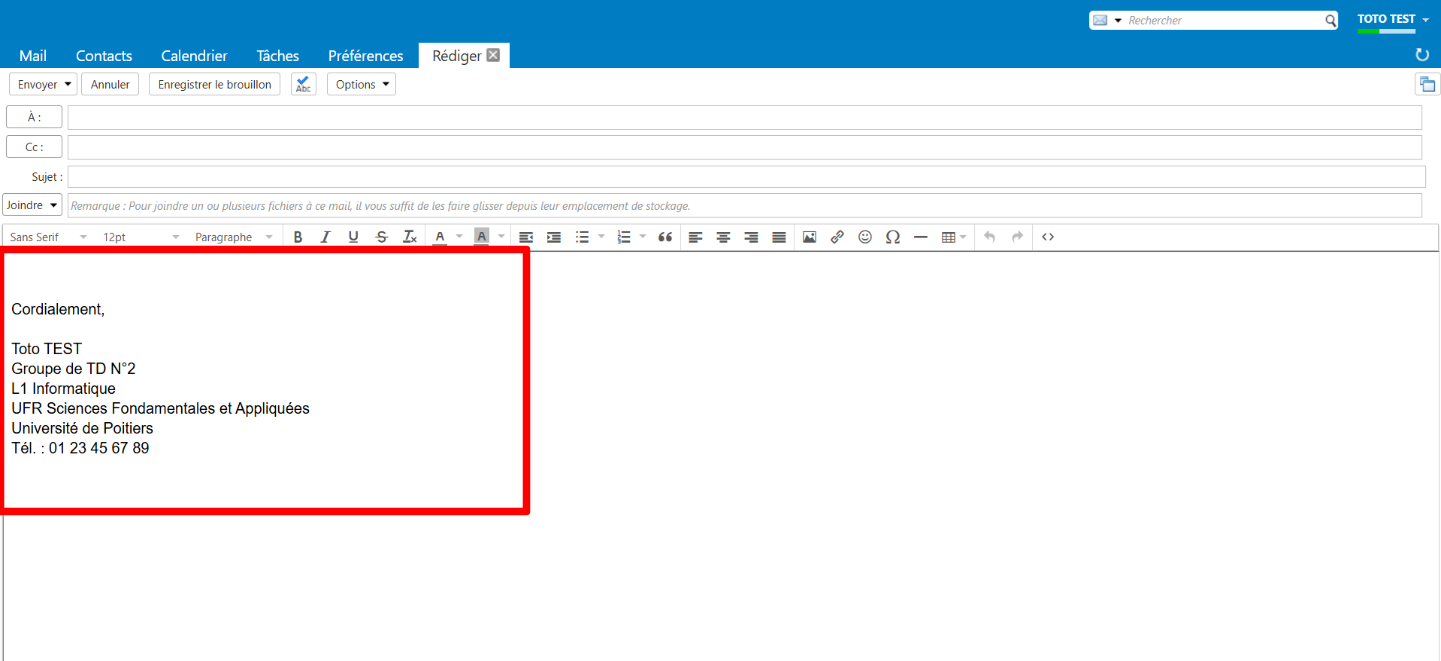 Rechercher
TOTO TEST
Mail Contacts Calendrier Tâches Préférences Rédiger
Envoyer Annuler Enregistrer le brouillon Abc Options
À :
Cc :
Sujet :
Joindre Remarque : Pour joindre un ou plusieurs fichiers à ce mail, il vous suffit de les faire glisser depuis leur emplacement de stockage.
Sans Serif 12pt Paragraphe
Cordialement,
Toto TEST
Groupe de TD N°2
L1 Informatique
UFR Sciences Fondamentales et Appliquées
Université de Poitiers
Tél. : 01 23 45 67 89